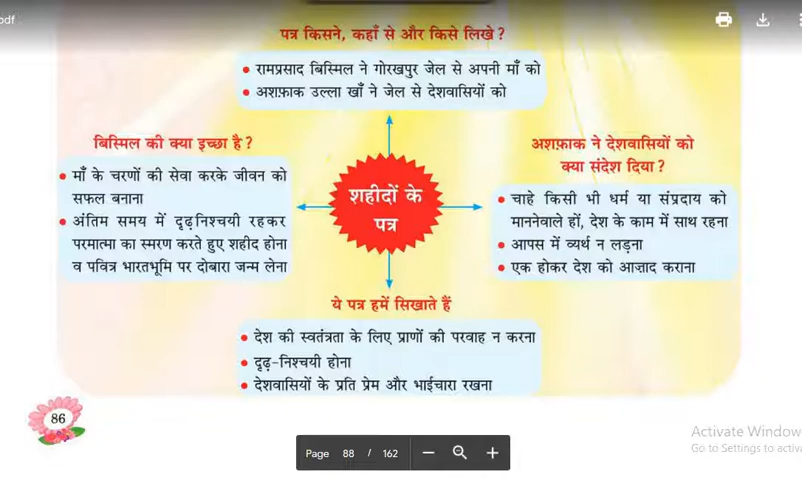 pdf
पत्र किसने, कहाँ से और किसे लिखे?
• रामप्रसाद बिस्मिल ने गोरखपुर जेल से अपनी माँ को
• अशफ़ाक उल्ला खाँ ने जेल से देशवासियों को
बिस्मिल की क्या इच्छा है?
• माँ के चरणों की सेवा करके जीवन को
सफल बनाना
• अंतिम समय में दृढ़निश्चयी रहकर
परमात्मा का स्मरण करते हुए शहीद होना
व पवित्र भारतभूमि पर दोबारा जन्म लेना
शहीदों के
पत्र
अशफ़ाक ने देशवासियों को
क्या संदेश दिया?
• चाहे किसी भी धर्म या संप्रदाय को
माननेवाले हों, देश के काम में साथ रहना
• आपस में व्यर्थ न लड़ना
• एक होकर देश को आज़ाद कराना
ये पत्र हमें सिखाते हैं
• देश की स्वतंत्रता के लिए प्राणों की परवाह न करना
• दृढ़-निश्चयी होना
• देशवासियों के प्रति प्रेम और भाईचारा रखना
86
Page 88 / 162
Activate Window
Go to Settings to activa